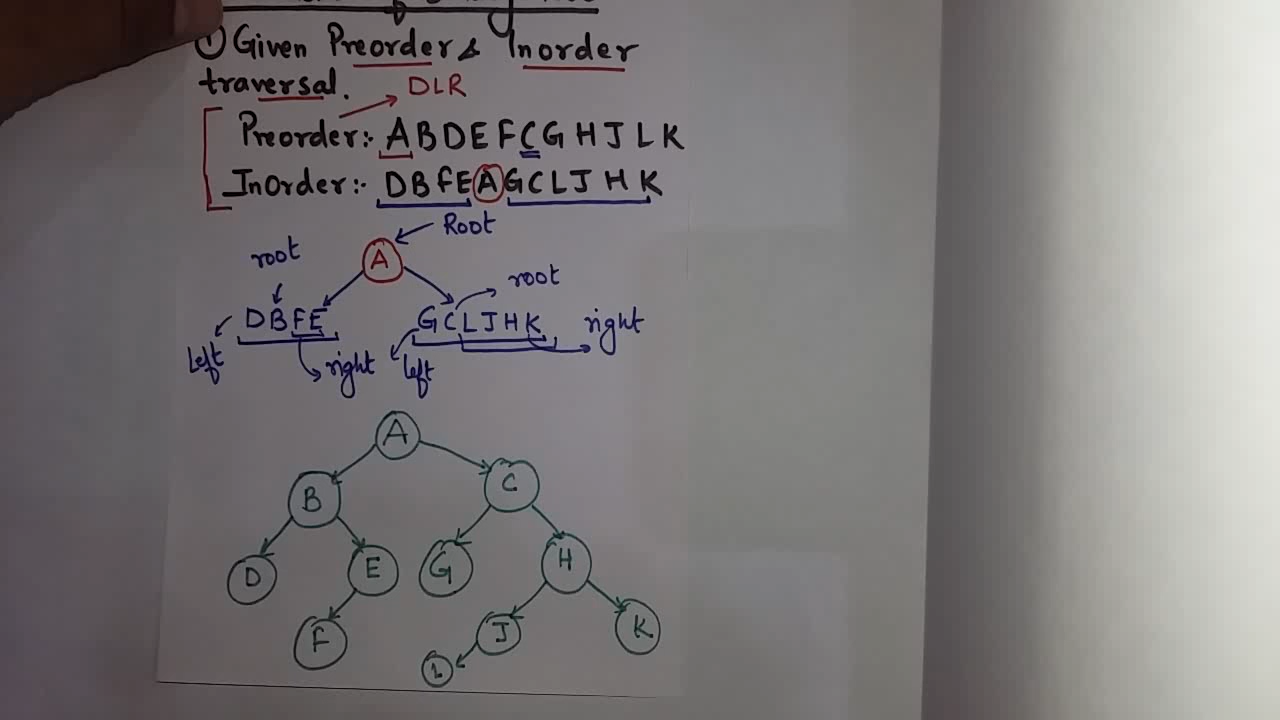 ① Given Preorder & Inorder
traversal.
DLR
Preorder:- A B D E F C G H J L K
InOrder:- D B F E A G C L J H K
Root
root
A
root
D B F E
G C L J H K
right
left
right
left
A
B
C
D
E
G
H
F
J
K
L